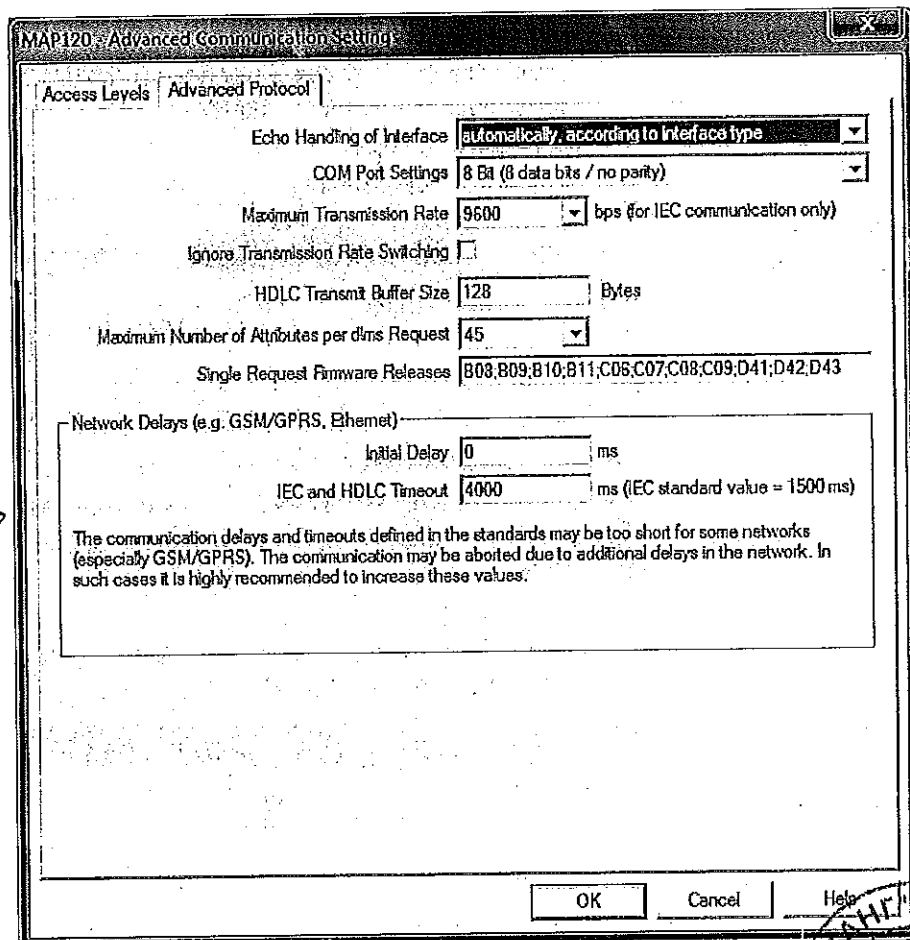 MAP120 - Advanced Communication Settings
Access Levels
Advanced Protocol
Echo Handling of Interface automatically, according to interface type
COM Port Settings 8 Bit (8 data bits / no parity)
Maximum Transmission Rate 9600 bps (for IEC communication only)
Ignore Transmission Rate Switching
HDLC Transmit Buffer Size 128 Bytes
Maximum Number of Attributes per dlms Request 45
Single Request Firmware Releases B08;B09;B10;B11;C06;C07;C08;C09;D41;D42;D43
Network Delays (e.g. GSM/GPRS, Ethernet)
Initial Delay 0 ms
IEC and HDLC Timeout 4000 ms (IEC standard value = 1500 ms)
The communication delays and timeouts defined in the standards may be too short for some networks
(especially GSM/GPRS). The communication may be aborted due to additional delays in the network. In
such cases it is highly recommended to increase these values.
OK
Cancel
Help